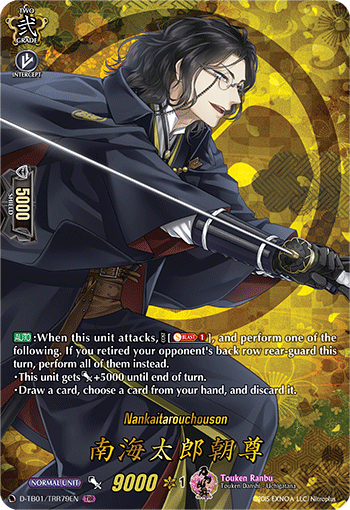 TWO
弐
GRADE
INTERCEPT
5000
SHIELD
AUTO:When this unit attacks, COST[S BLAST 1], and perform one of the
following. If you retired your opponent's back row rear-guard this
turn, perform all of them instead.
•This unit gets +5000 until end of turn.
•Draw a card, choose a card from your hand, and discard it.
Nankaitarouchouson
南海太郎朝尊
NORMAL UNIT 9000 1 Touken Ranbu
Touken Danshi - Uchigatana
D-TB01/TRR79EN TRR ©2015 EXNOA LLC/Nitroplus